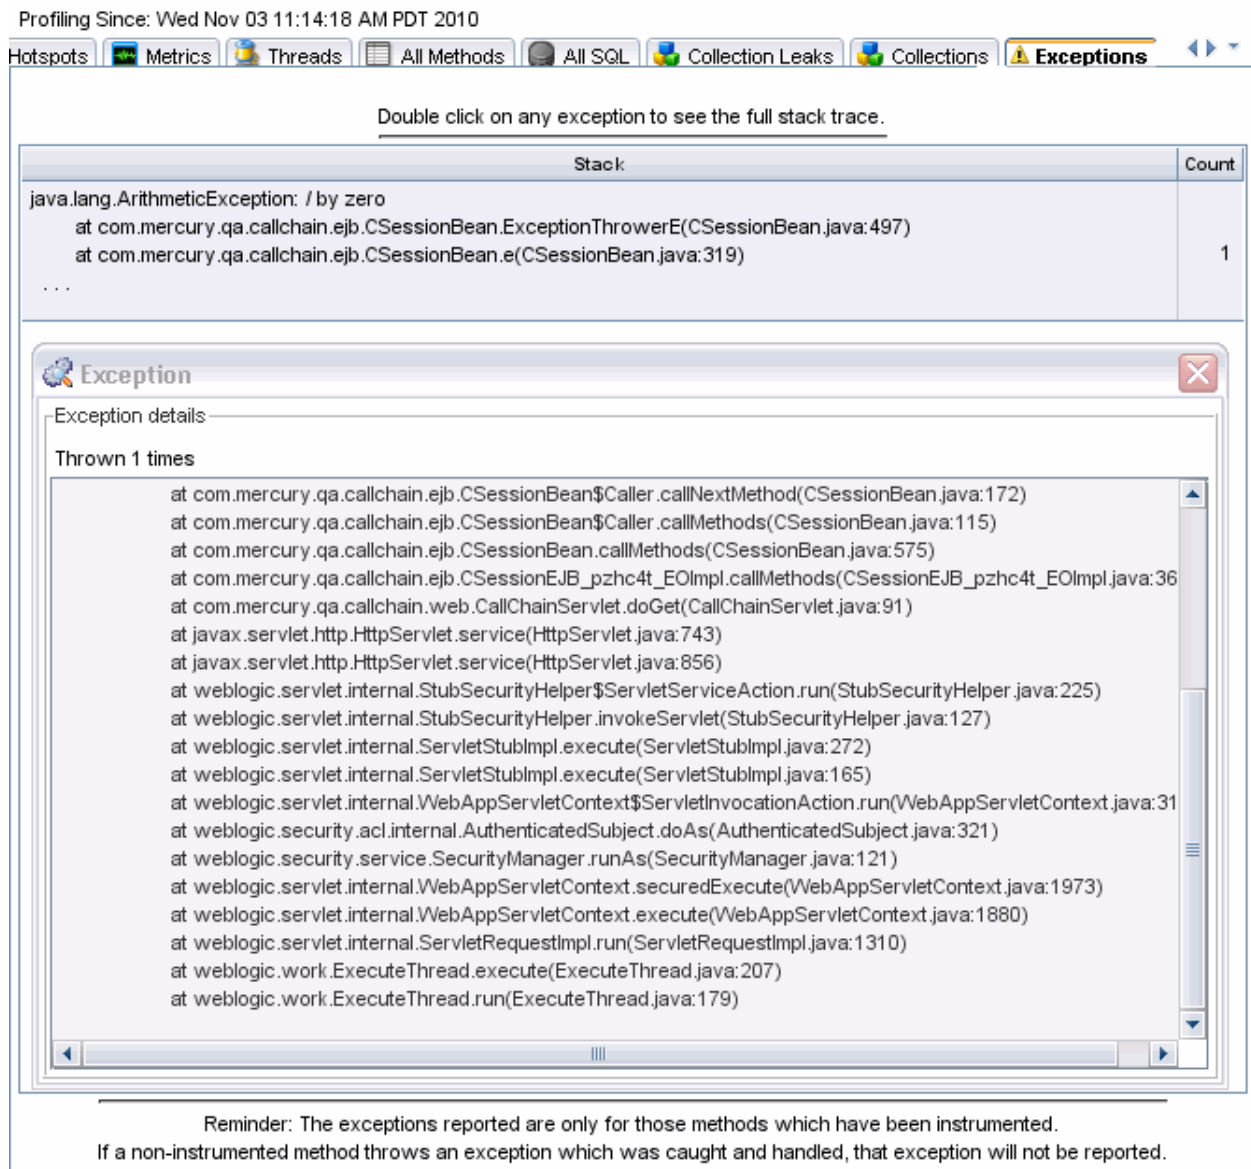 Profiling Since: Wed Nov 03 11:14:18 AM PDT 2010
Hotspots Metrics Threads All Methods All SQL Collection Leaks Collections Exceptions
Double click on any exception to see the full stack trace.
Stack Count
java.lang.ArithmeticException: / by zero
at com.mercury.qa.callchain.ejb.CSessionBean.ExceptionThrowerE(CSessionBean.java:497)
at com.mercury.qa.callchain.ejb.CSessionBean.e(CSessionBean.java:319)
1
. . .
Exception
Exception details
Thrown 1 times
at com.mercury.qa.callchain.ejb.CSessionBean$Caller.callNextMethod(CSessionBean.java:172)
at com.mercury.qa.callchain.ejb.CSessionBean$Caller.callMethods(CSessionBean.java:115)
at com.mercury.qa.callchain.ejb.CSessionBean.callMethods(CSessionBean.java:575)
at com.mercury.qa.callchain.ejb.CSessionEJB_pzhc4t_EOImpl.callMethods(CSessionEJB_pzhc4t_EOImpl.java:36
at com.mercury.qa.callchain.web.CallChainServlet.doGet(CallChainServlet.java:91)
at javax.servlet.http.HttpServlet.service(HttpServlet.java:743)
at javax.servlet.http.HttpServlet.service(HttpServlet.java:856)
at weblogic.servlet.internal.StubSecurityHelper$ServletServiceAction.run(StubSecurityHelper.java:225)
at weblogic.servlet.internal.StubSecurityHelper.invokeServlet(StubSecurityHelper.java:127)
at weblogic.servlet.internal.ServletStubImpl.execute(ServletStubImpl.java:272)
at weblogic.servlet.internal.ServletStubImpl.execute(ServletStubImpl.java:165)
at weblogic.servlet.internal.WebAppServletContext$ServletInvocationAction.run(WebAppServletContext.java:31
at weblogic.security.acl.internal.AuthenticatedSubject.doAs(AuthenticatedSubject.java:321)
at weblogic.security.service.SecurityManager.runAs(SecurityManager.java:121)
at weblogic.servlet.internal.WebAppServletContext.securedExecute(WebAppServletContext.java:1973)
at weblogic.servlet.internal.WebAppServletContext.execute(WebAppServletContext.java:1880)
at weblogic.servlet.internal.ServletRequestImpl.run(ServletRequestImpl.java:1310)
at weblogic.work.ExecuteThread.execute(ExecuteThread.java:207)
at weblogic.work.ExecuteThread.run(ExecuteThread.java:179)
Reminder: The exceptions reported are only for those methods which have been instrumented.
If a non-instrumented method throws an exception which was caught and handled, that exception will not be reported.